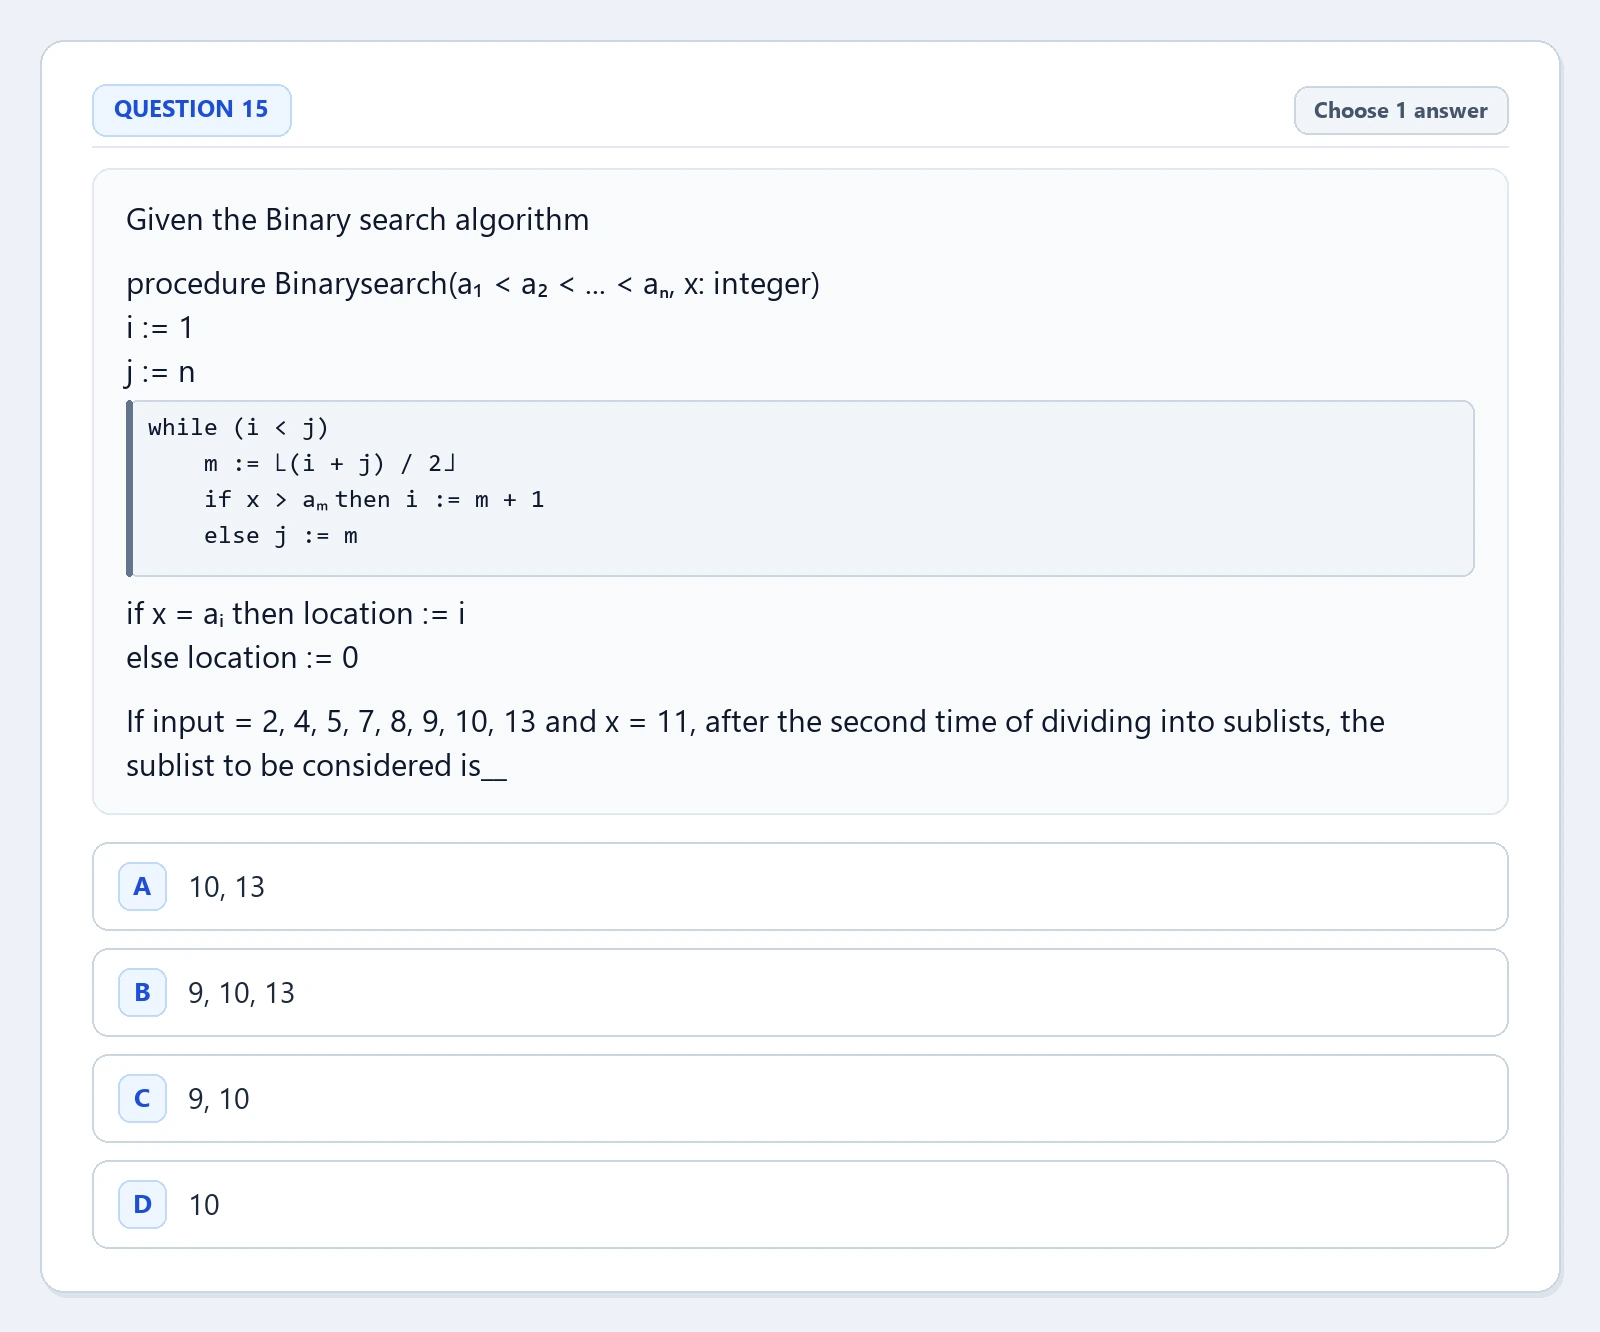 QUESTION 15
Choose 1 answer
Given the Binary search algorithm
procedure Binarysearch(a₁ < a₂ < ... < aₙ, x: integer)
i := 1
j := n
while (i < j)
m := ⌊(i + j) / 2⌋
if x > aₘ then i := m + 1
else j := m
if x = aᵢ then location := i
else location := 0
If input = 2, 4, 5, 7, 8, 9, 10, 13 and x = 11, after the second time of dividing into sublists, the
sublist to be considered is__
A 10, 13
B 9, 10, 13
C 9, 10
D 10